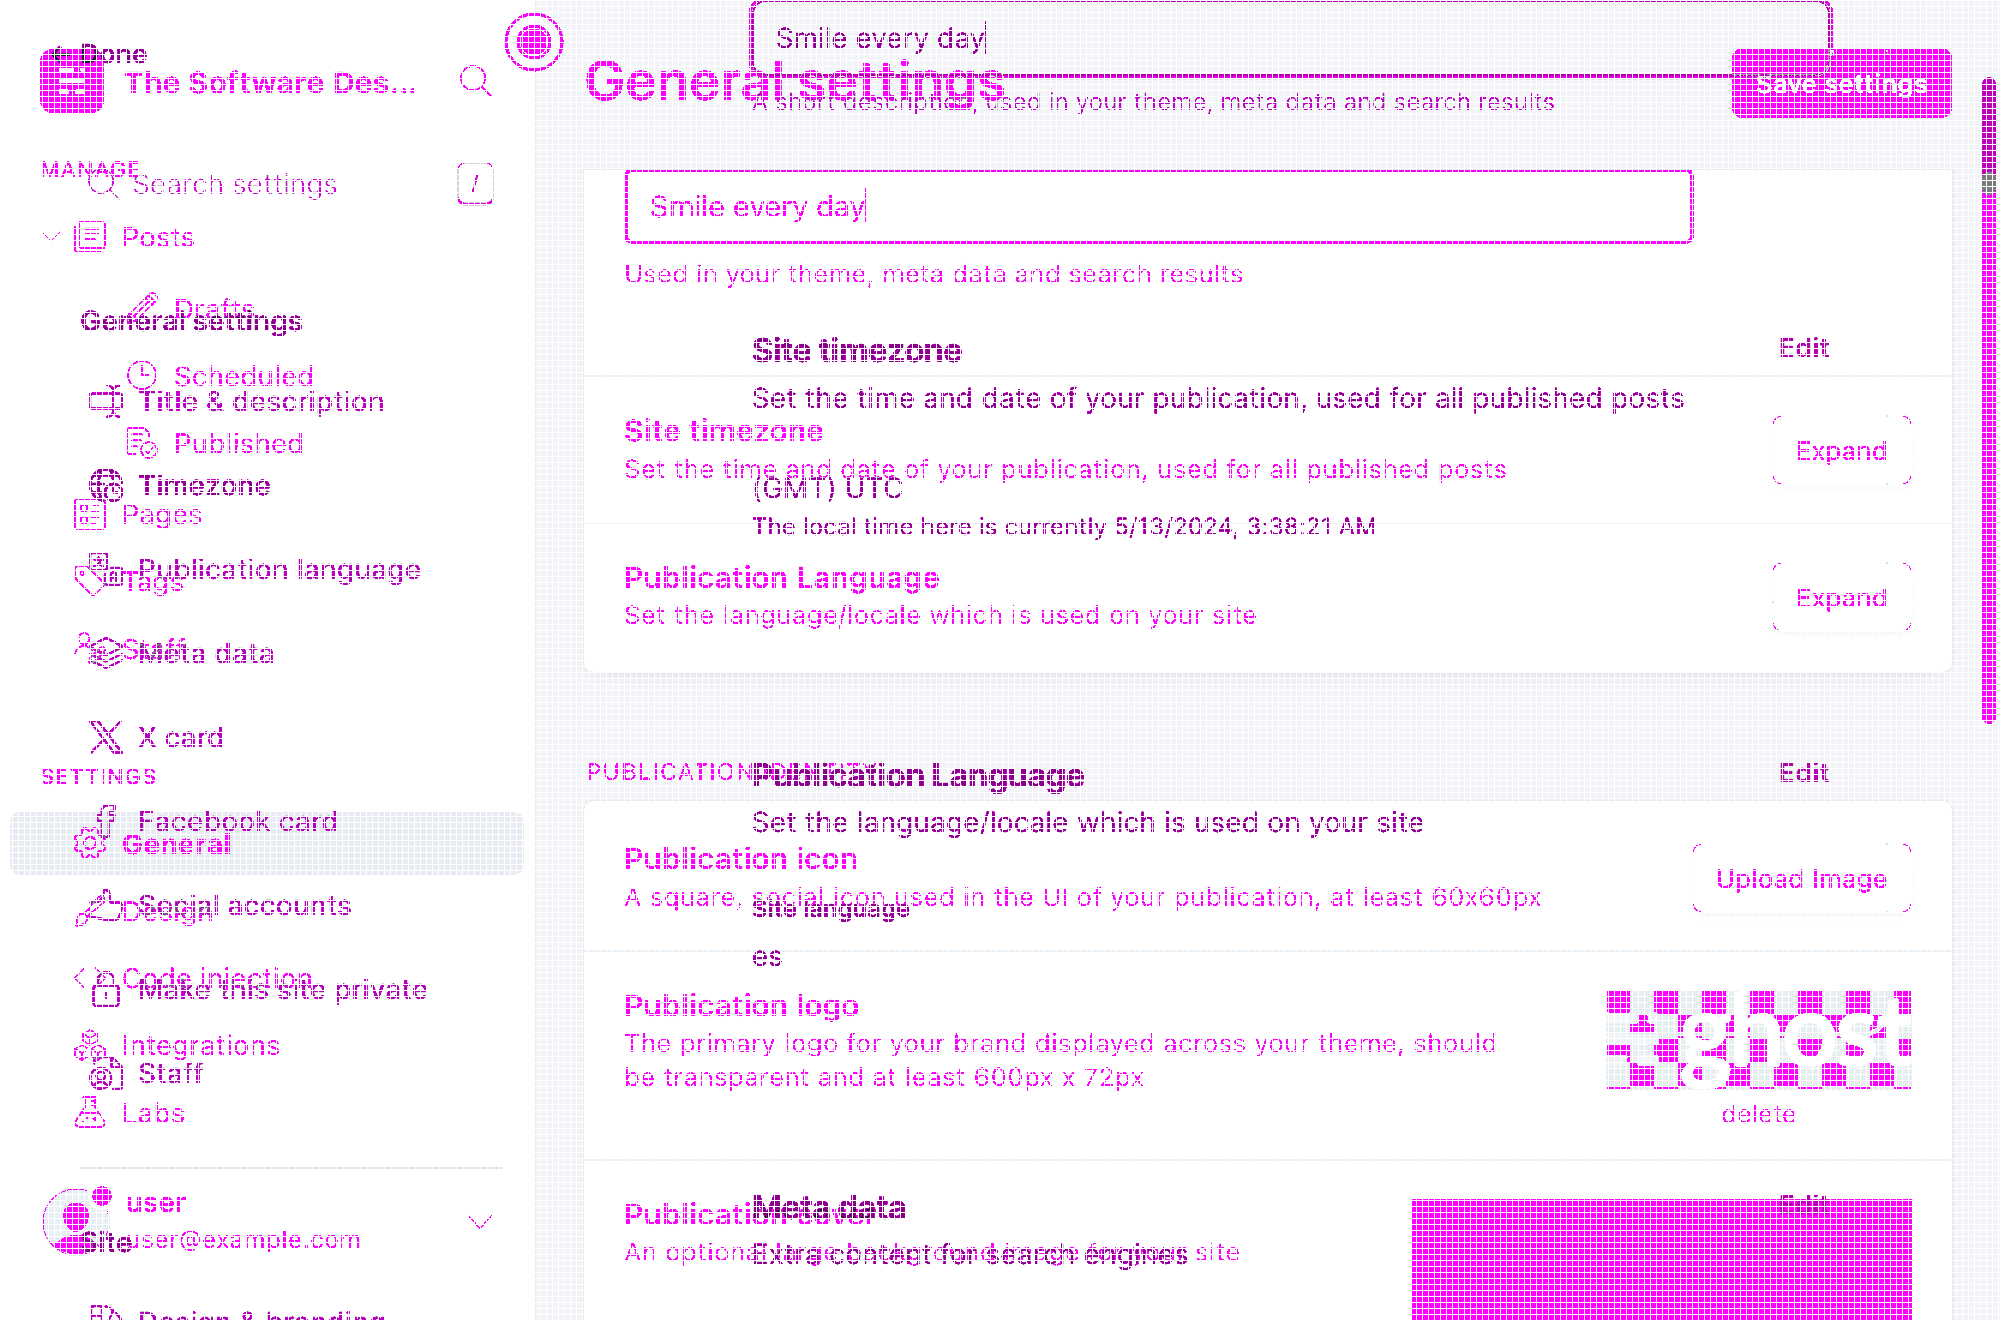 Done
The Software Des...
MANAGE
Search settings
/
Posts
Drafts
General settings
Scheduled
Title & description
Published
Timezone
Pages
Publication language
Tags
Staff
Meta data
X card
SETTINGS
Facebook card
General
Social accounts
Design
Code injection
Make this site private
Integrations
Staff
Labs
user
user@example.com
Site
Design & branding
Smile every day
General settings
Save settings
A short description, used in your theme, meta data and search results
Smile every day
Used in your theme, meta data and search results
Site timezone
Edit
Set the time and date of your publication, used for all published posts
Site timezone
Expand
Set the time and date of your publication, used for all published posts
(GMT) UTC
The local time here is currently 5/13/2024, 3:38:21 AM
Publication Language
Expand
Set the language/locale which is used on your site
PUBLICATION
Publication Language
Edit
Set the language/locale which is used on your site
Publication icon
Upload Image
A square, social icon used in the UI of your publication, at least 60x60px
Site language
es
Publication logo
ghost
The primary logo for your brand displayed across your theme, should
be transparent and at least 600px x 72px
delete
Meta data
Edit
Publication cover
An optional site
Extra content for search engines